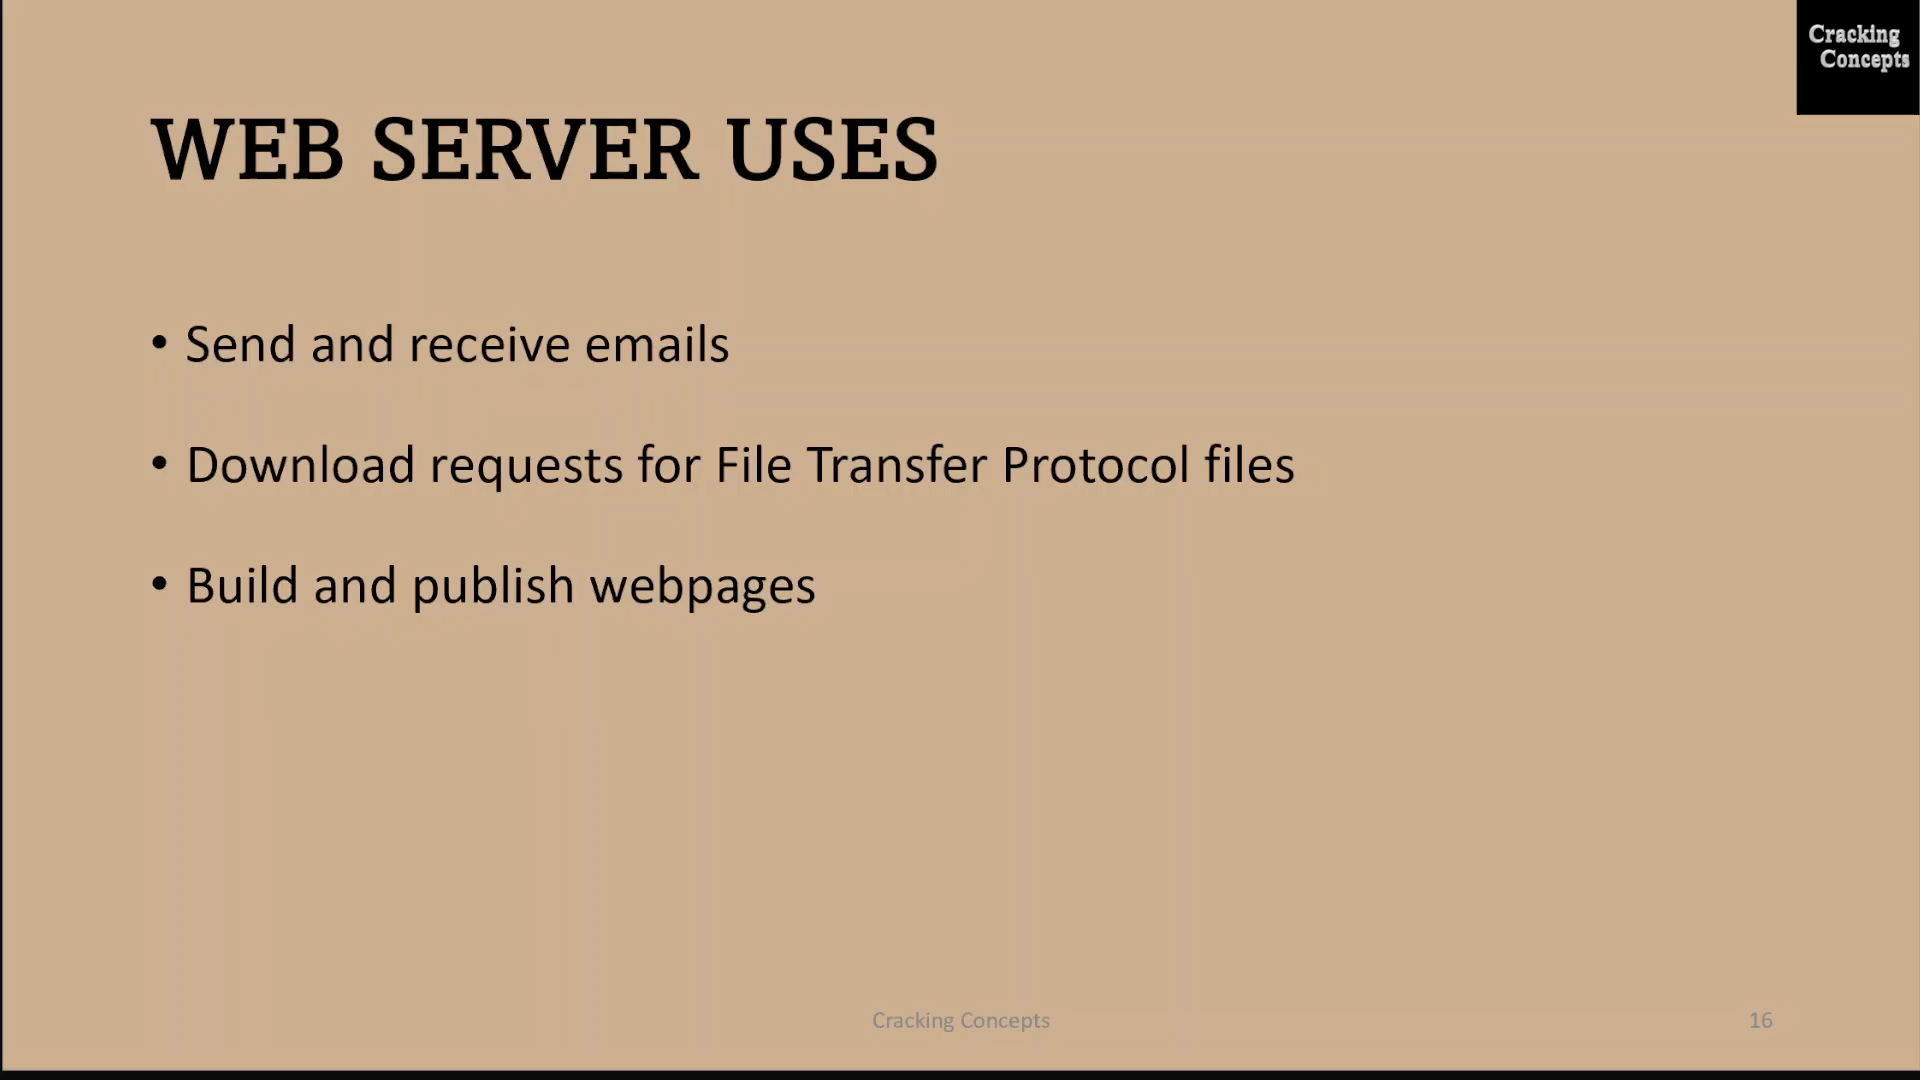 Cracking
Concepts
WEB SERVER USES
• Send and receive emails
• Download requests for File Transfer Protocol files
• Build and publish webpages
Cracking Concepts
16